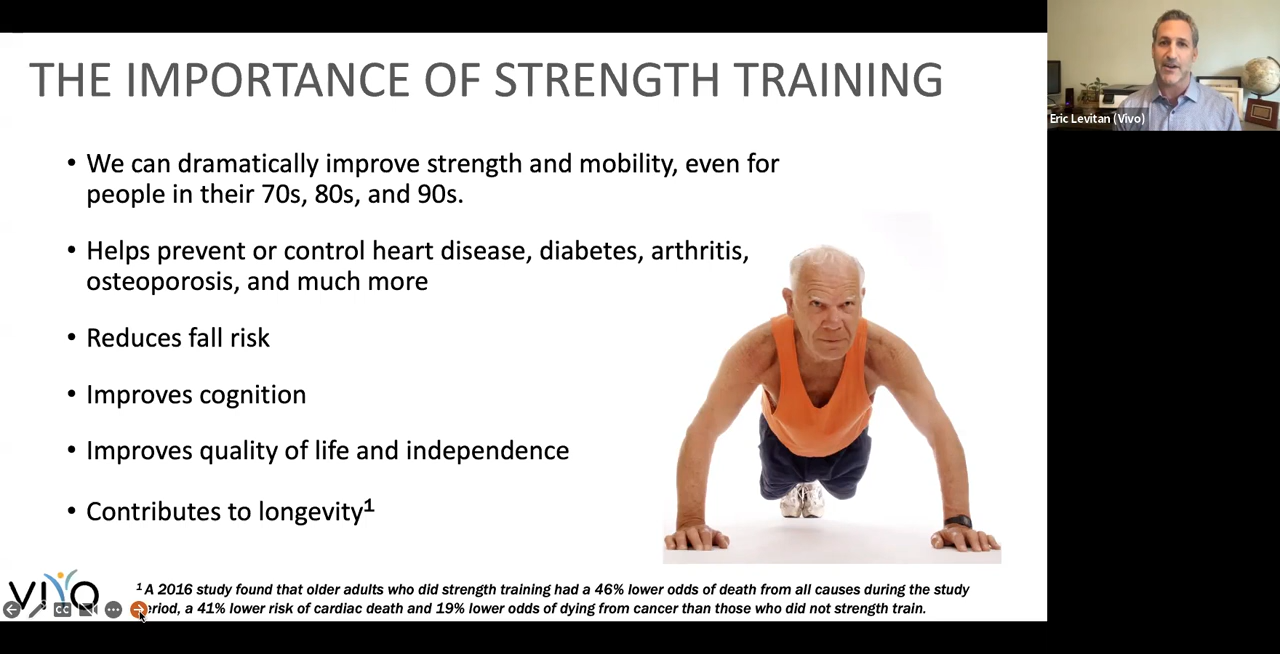 THE IMPORTANCE OF STRENGTH TRAINING
Eric Levitan (Vivo)
• We can dramatically improve strength and mobility, even for
people in their 70s, 80s, and 90s.
• Helps prevent or control heart disease, diabetes, arthritis,
osteoporosis, and much more
• Reduces fall risk
• Improves cognition
• Improves quality of life and independence
• Contributes to longevity¹
VIVO
CC
¹ A 2016 study found that older adults who did strength training had a 46% lower odds of death from all causes during the study
eriod, a 41% lower risk of cardiac death and 19% lower odds of dying from cancer than those who did not strength train.